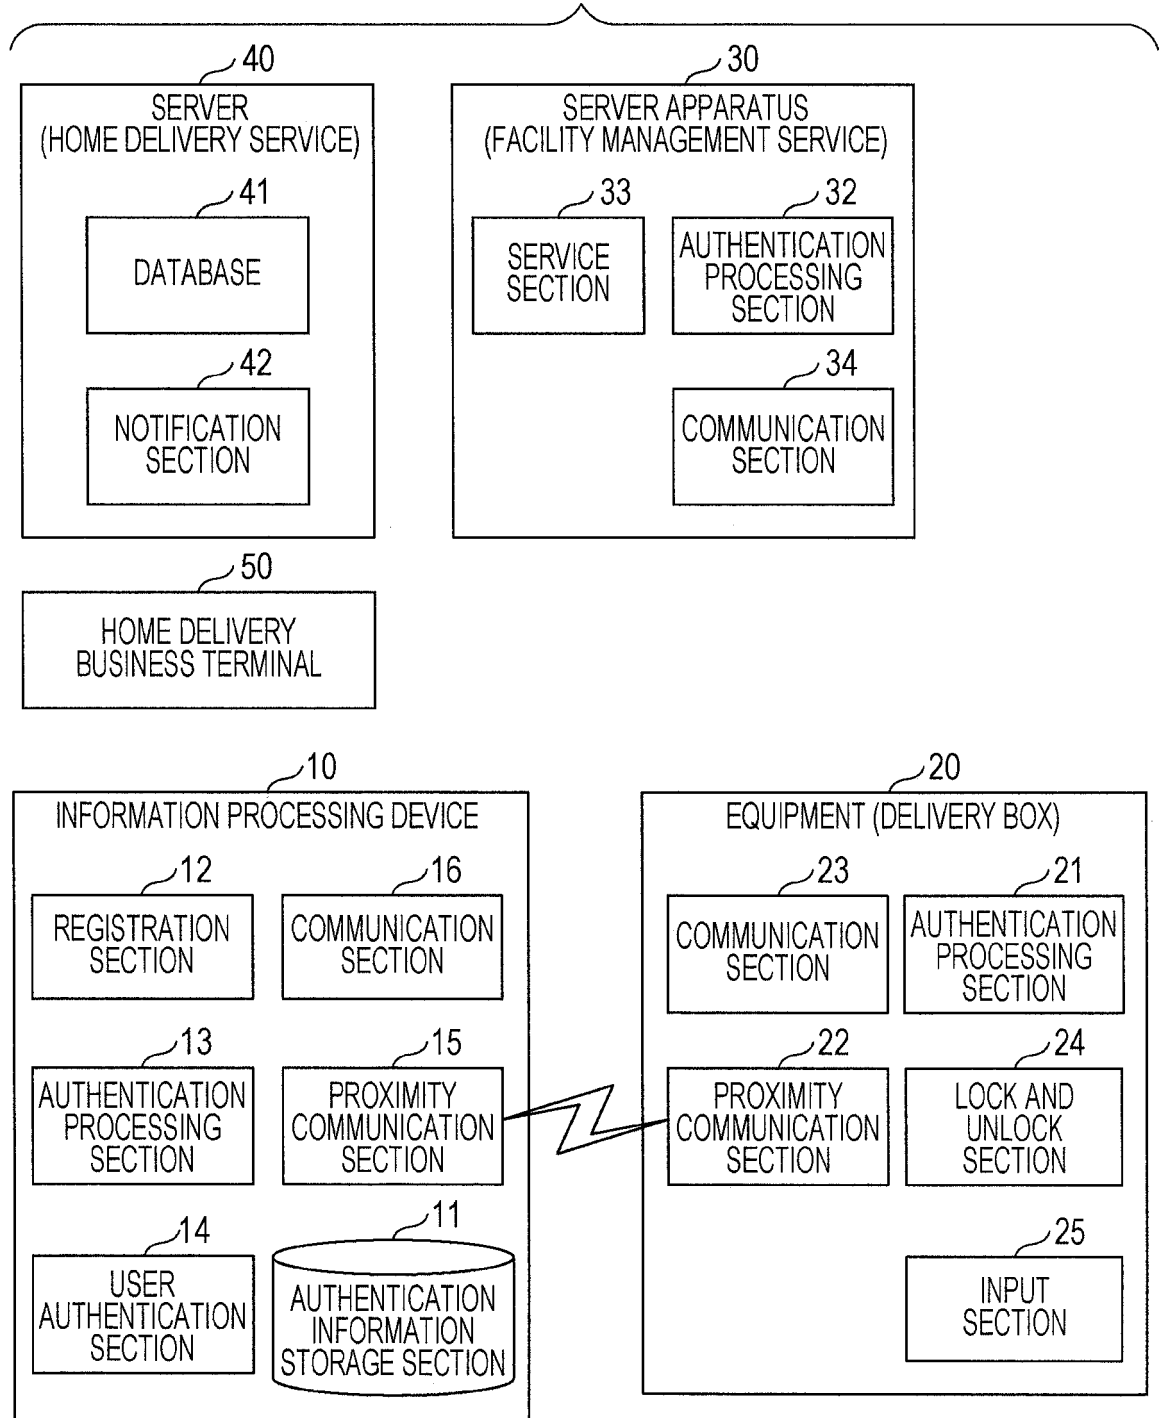 40
SERVER
(HOME DELIVERY SERVICE)
41
DATABASE
42
NOTIFICATION
SECTION
30
SERVER APPARATUS
(FACILITY MANAGEMENT SERVICE)
33
SERVICE
SECTION
32
AUTHENTICATION
PROCESSING
SECTION
34
COMMUNICATION
SECTION
50
HOME DELIVERY
BUSINESS TERMINAL
10
INFORMATION PROCESSING DEVICE
12
REGISTRATION
SECTION
16
COMMUNICATION
SECTION
13
AUTHENTICATION
PROCESSING
SECTION
15
PROXIMITY
COMMUNICATION
SECTION
14
USER
AUTHENTICATION
SECTION
11
AUTHENTICATION
INFORMATION
STORAGE SECTION
20
EQUIPMENT (DELIVERY BOX)
23
COMMUNICATION
SECTION
21
AUTHENTICATION
PROCESSING
SECTION
22
PROXIMITY
COMMUNICATION
SECTION
24
LOCK AND
UNLOCK
SECTION
25
INPUT
SECTION